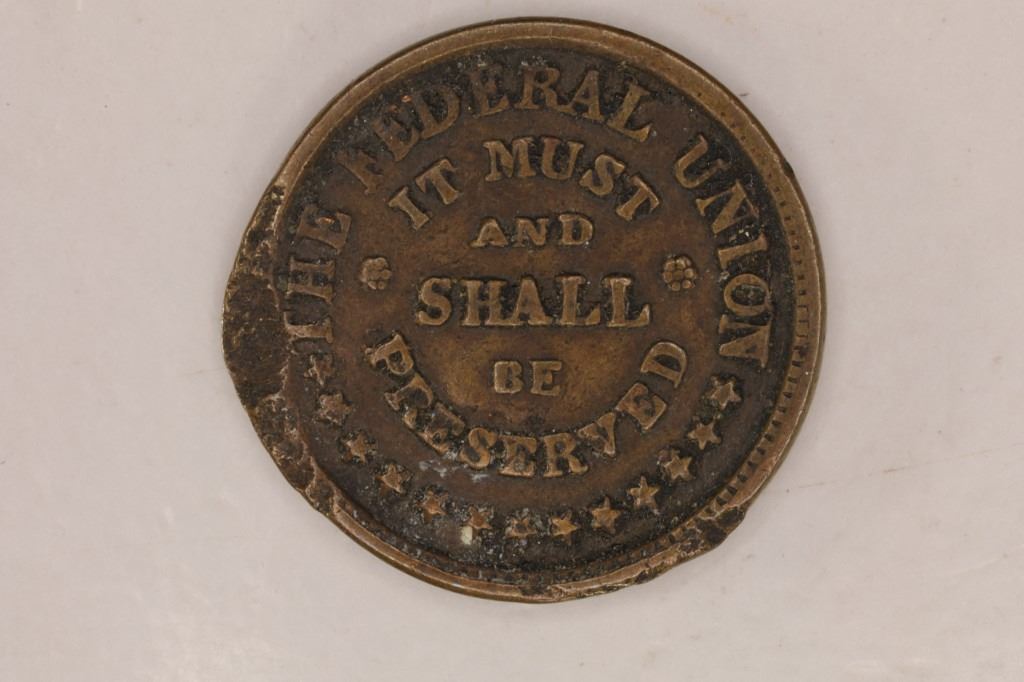 THE FEDERAL UNION
IT MUST
AND
SHALL
BE
PRESERVED